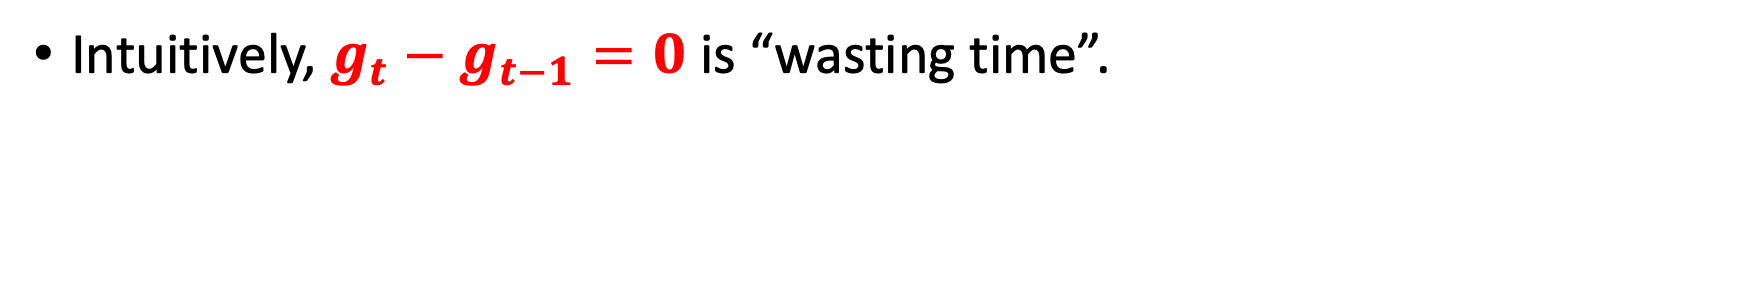 • Intuitively, g_t − g_{t−1} = 0 is “wasting time”.